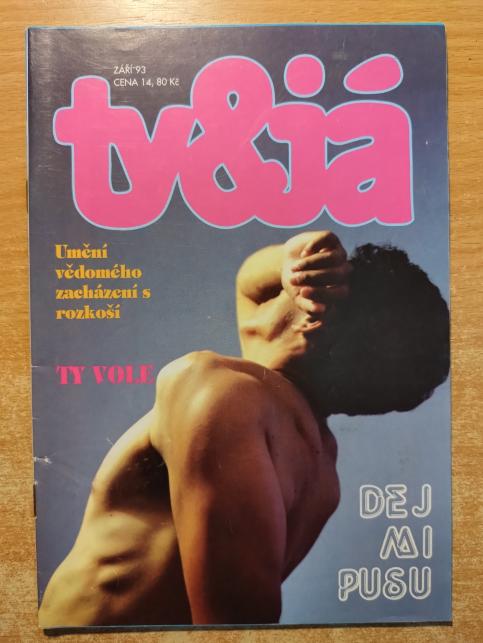 ZÁŘÍ'93
CENA 14, 80 Kč
ty&já
Umění
vědomého
zacházení s
rozkoší
TY VOLE
DEJ
MI
PUSU